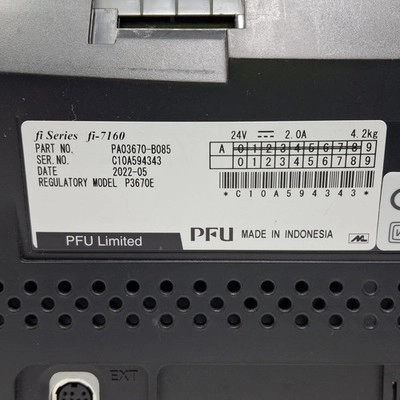 fi Series fi-7160
24V ⎓ 2.0A 4.2kg
PART NO. PA03670-B085
SER.NO. C10A594343
DATE 2022-05
REGULATORY MODEL P3670E
A 0 1 2 3 4 5 6 7 8 9
0 1 2 3 4 5 6 7 8 9
*C10A594343*
PFU Limited
PFU MADE IN INDONESIA
EXT